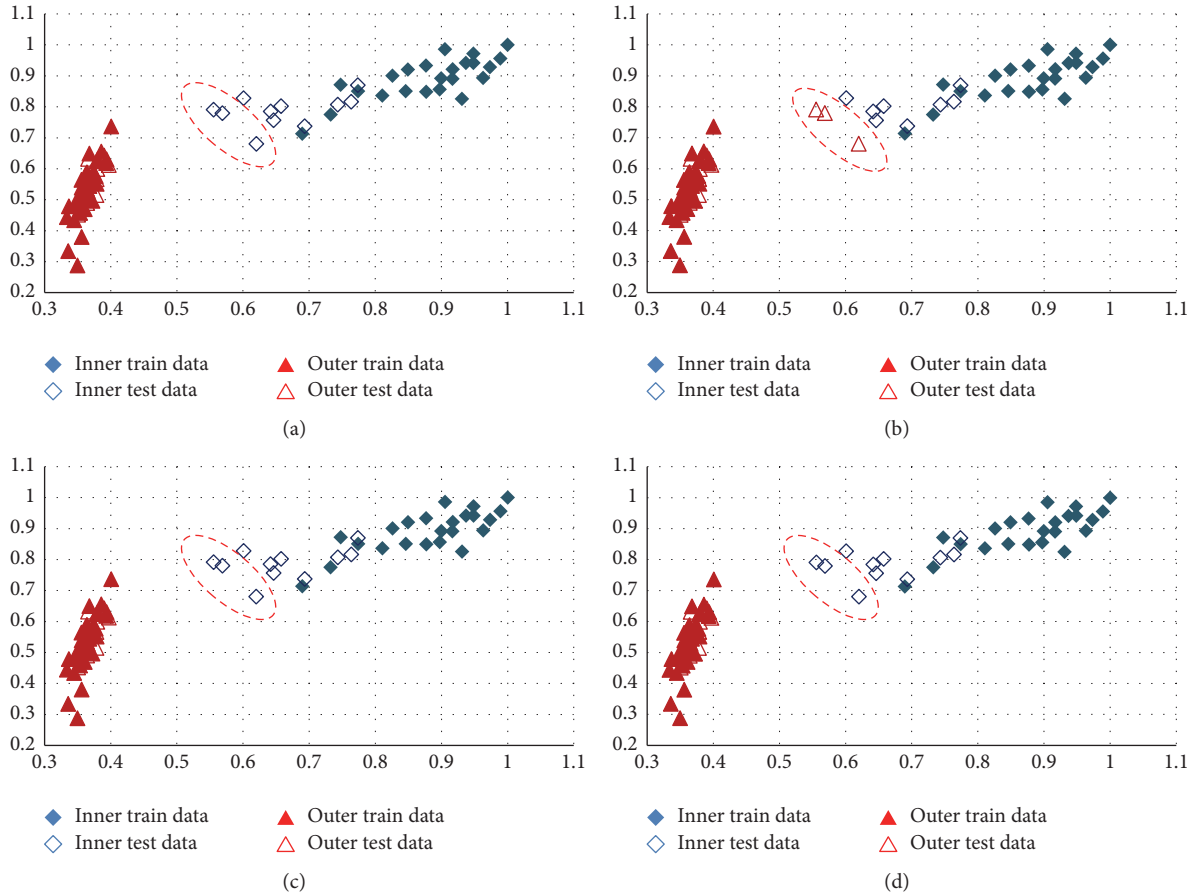 1.1
1
0.9
0.8
0.7
0.6
0.5
0.4
0.3
0.2
0.3 0.4 0.5 0.6 0.7 0.8 0.9 1 1.1
Inner train data
Outer train data
Inner test data
Outer test data
(a)
1.1
1
0.9
0.8
0.7
0.6
0.5
0.4
0.3
0.2
0.3 0.4 0.5 0.6 0.7 0.8 0.9 1 1.1
Inner train data
Outer train data
Inner test data
Outer test data
(b)
1.1
1
0.9
0.8
0.7
0.6
0.5
0.4
0.3
0.2
0.3 0.4 0.5 0.6 0.7 0.8 0.9 1 1.1
Inner train data
Outer train data
Inner test data
Outer test data
(c)
1.1
1
0.9
0.8
0.7
0.6
0.5
0.4
0.3
0.2
0.3 0.4 0.5 0.6 0.7 0.8 0.9 1 1.1
Inner train data
Outer train data
Inner test data
Outer test data
(d)